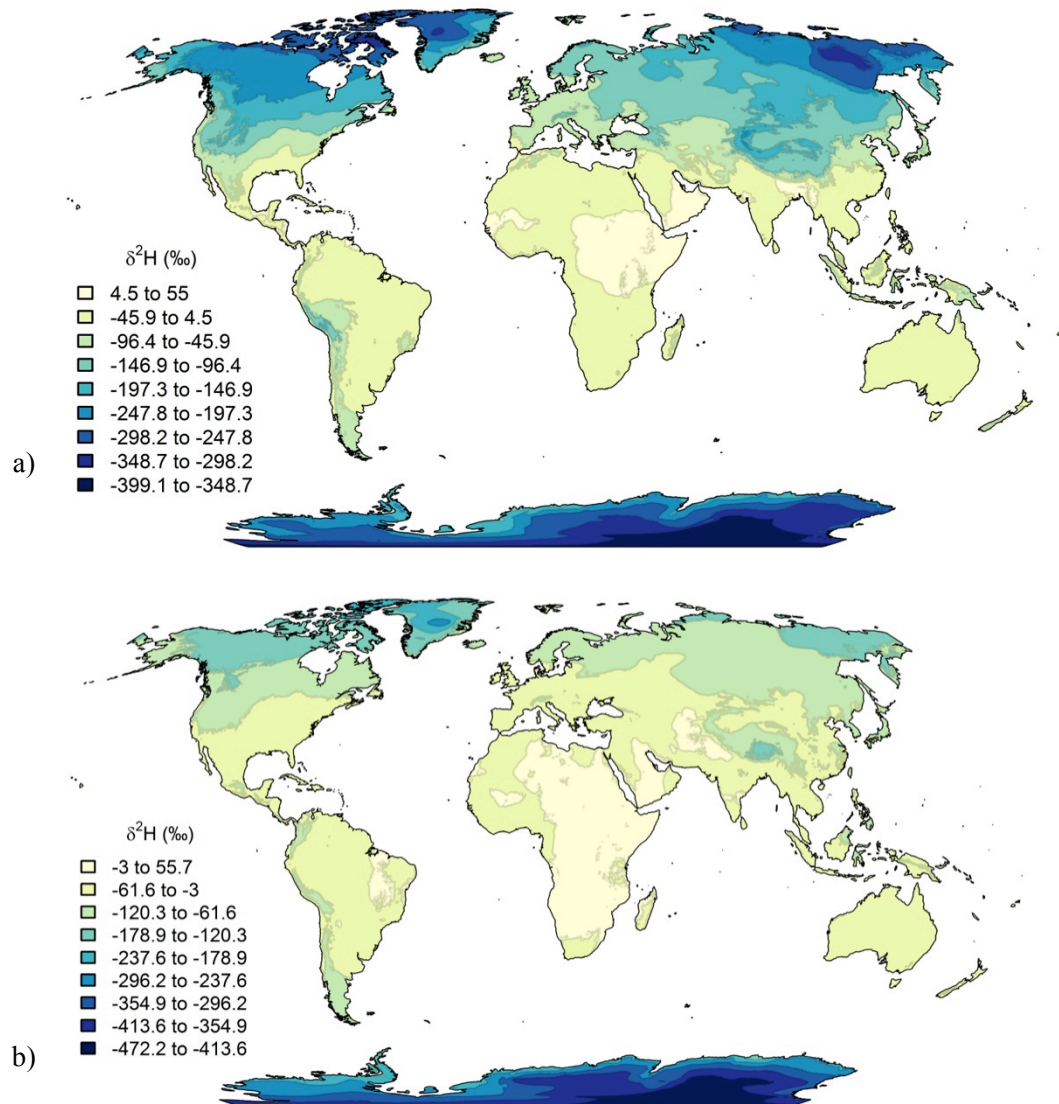 δ²H (‰)
4.5 to 55
-45.9 to 4.5
-96.4 to -45.9
-146.9 to -96.4
-197.3 to -146.9
-247.8 to -197.3
-298.2 to -247.8
-348.7 to -298.2
-399.1 to -348.7
a)
δ²H (‰)
-3 to 55.7
-61.6 to -3
-120.3 to -61.6
-178.9 to -120.3
-237.6 to -178.9
-296.2 to -237.6
-354.9 to -296.2
-413.6 to -354.9
-472.2 to -413.6
b)